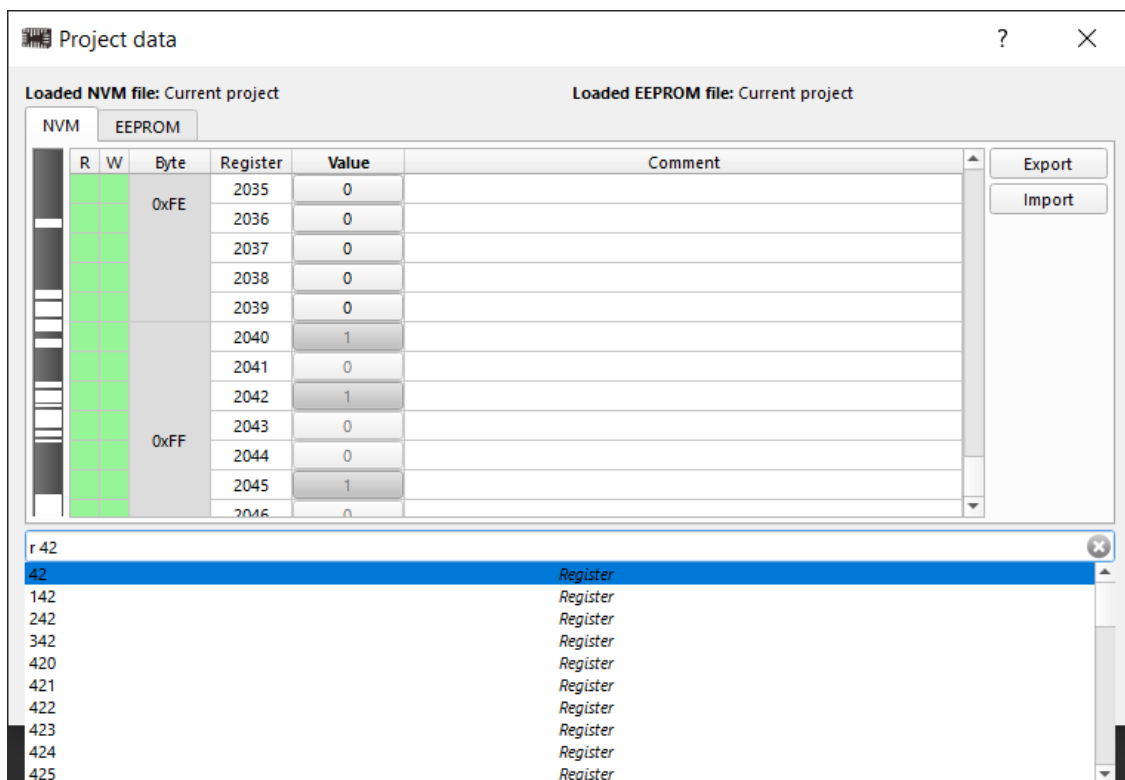 Project data ?
Loaded NVM file: Current project Loaded EEPROM file: Current project
NVM EEPROM
R W Byte Register Value Comment Export
2035 0 Import
0xFE
2036 0
2037 0
2038 0
2039 0
2040 1
2041 0
2042 1
2043 0
0xFF
2044 0
2045 1
2046 0
r 42
42 Register
142 Register
242 Register
342 Register
420 Register
421 Register
422 Register
423 Register
424 Register
425 Register